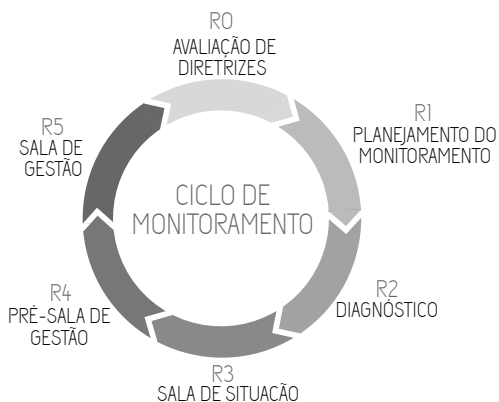 R0
AVALIAÇÃO DE
DIRETRIZES
R1
PLANEJAMENTO DO
MONITORAMENTO
R2
DIAGNÓSTICO
R3
SALA DE SITUAÇÃO
R4
PRÉ-SALA DE
GESTÃO
R5
SALA DE
GESTÃO
CICLO DE
MONITORAMENTO